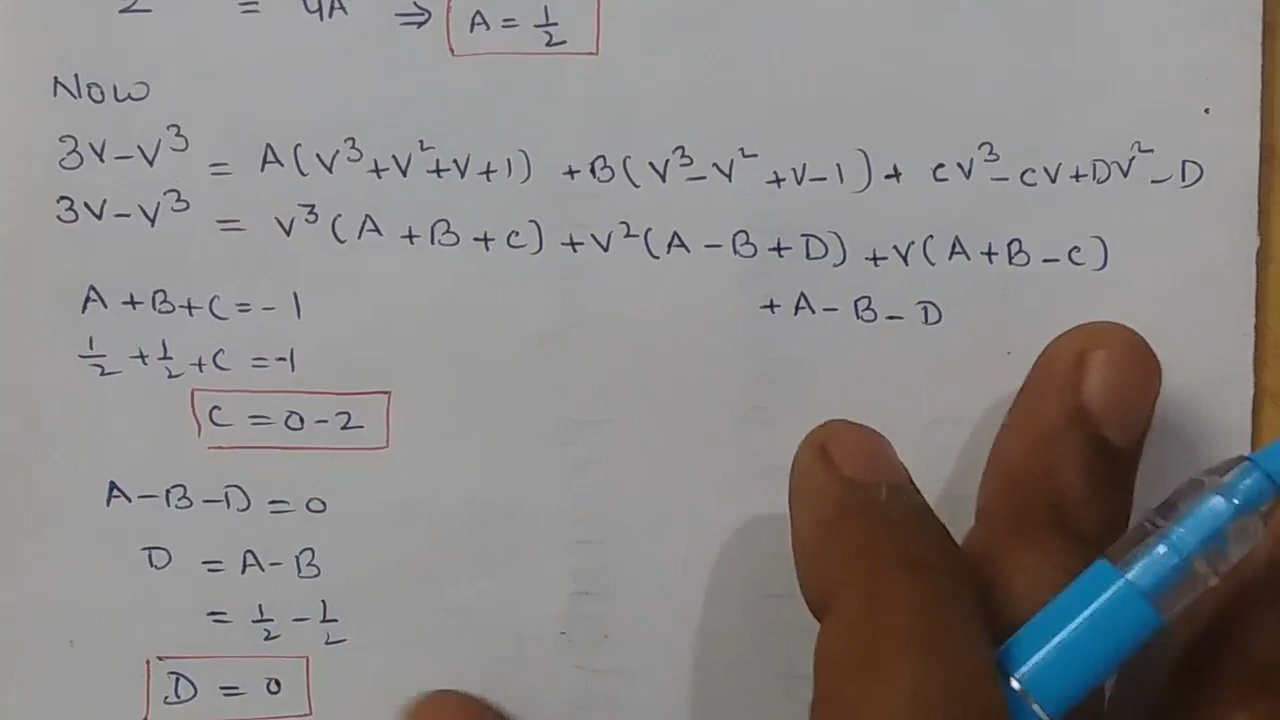 2 = 4A ⇒ A = 1/2
Now
3V-V³ = A(V³+V²+V+1) +B(V³-V²+V-1)+ CV³-CV+DV²-D
3V-V³ = V³(A+B+C)+V²(A-B+D)+V(A+B-C)
+A-B-D
A+B+C=-1
1/2+1/2+C=-1
C=0-2
A-B-D=0
D=A-B
=1/2-1/2
D=0